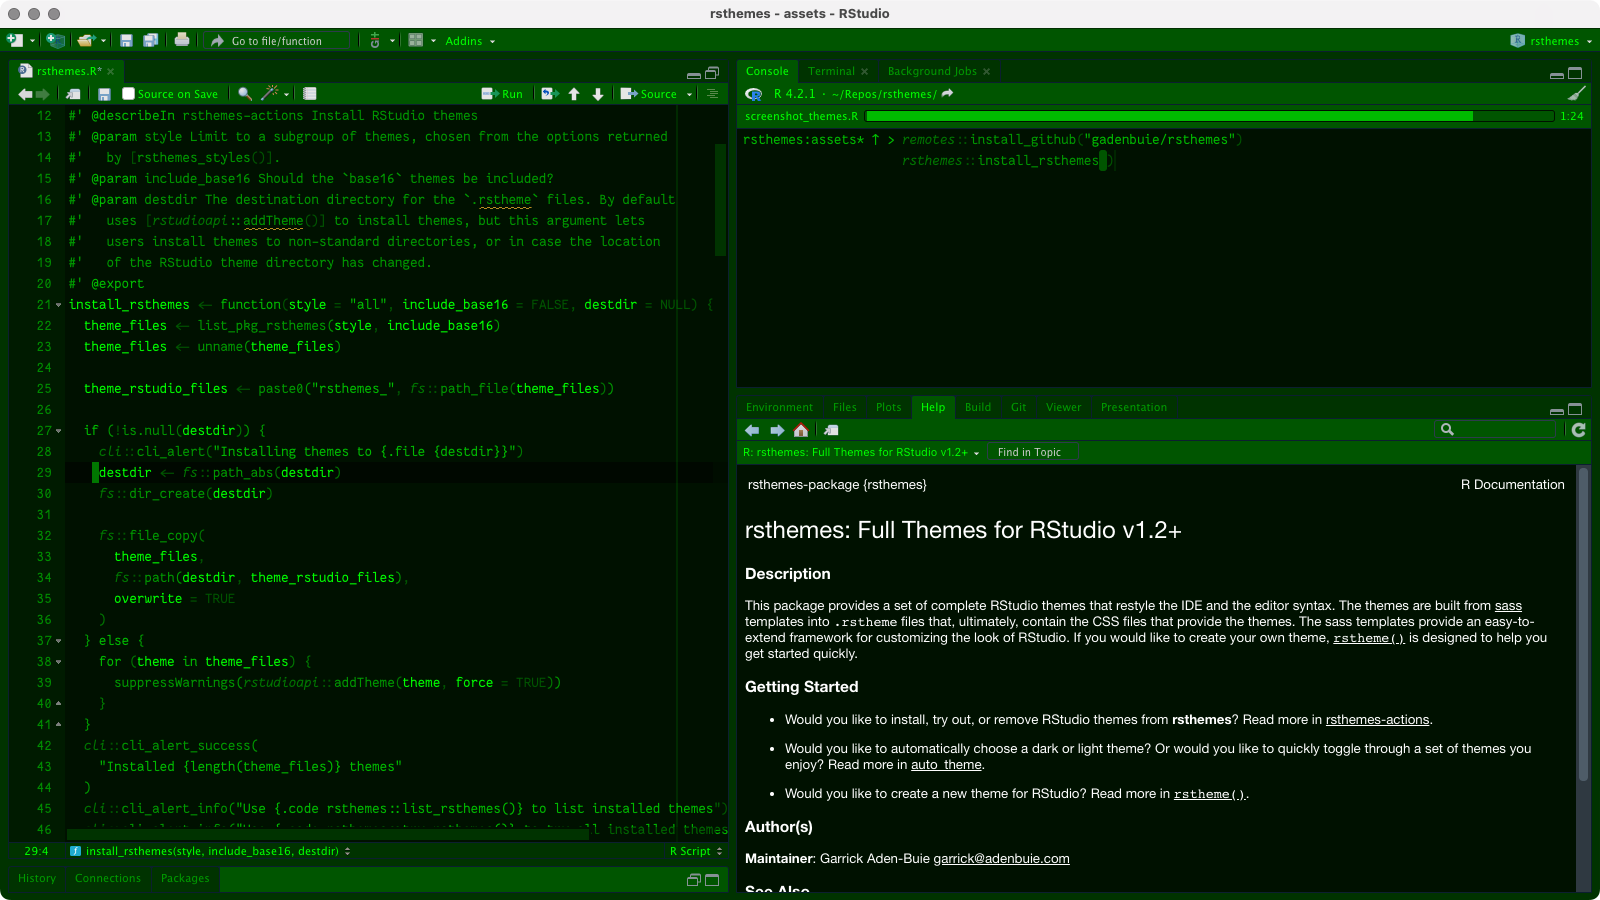 rsthemes - assets - RStudio
Go to file/function
Addins
rsthemes
rsthemes.R*
Source on Save
Run
Source
12 #' @describeIn rsthemes-actions Install RStudio themes
13 #' @param style Limit to a subgroup of themes, chosen from the options returned
14 #'   by [rsthemes_styles()].
15 #' @param include_base16 Should the `base16` themes be included?
16 #' @param destdir The destination directory for the `.rstheme` files. By default
17 #'   uses [rstudioapi::addTheme()] to install themes, but this argument lets
18 #'   users install themes to non-standard directories, or in case the location
19 #'   of the RStudio theme directory has changed.
20 #' @export
21 install_rsthemes <- function(style = "all", include_base16 = FALSE, destdir = NULL) {
22   theme_files <- list_pkg_rsthemes(style, include_base16)
23   theme_files <- unname(theme_files)
24
25   theme_rstudio_files <- paste0("rsthemes_", fs::path_file(theme_files))
26
27   if (!is.null(destdir)) {
28     cli::cli_alert("Installing themes to {.file {destdir}}")
29     destdir <- fs::path_abs(destdir)
30     fs::dir_create(destdir)
31
32     fs::file_copy(
33       theme_files,
34       fs::path(destdir, theme_rstudio_files),
35       overwrite = TRUE
36     )
37   } else {
38     for (theme in theme_files) {
39       suppressWarnings(rstudioapi::addTheme(theme, force = TRUE))
40     }
41   }
42   cli::cli_alert_success(
43     "Installed {length(theme_files)} themes"
44   )
45   cli::cli_alert_info("Use {.code rsthemes::list_rsthemes()} to list installed themes")
46
29:4 install_rsthemes(style, include_base16, destdir)
R Script
History Connections Packages
Console Terminal Background Jobs
R 4.2.1 · ~/Repos/rsthemes/
screenshot_themes.R 1:24
rsthemes:assets* ↑ > remotes::install_github("gadenbuie/rsthemes")
rsthemes::install_rsthemes()
Environment Files Plots Help Build Git Viewer Presentation
R: rsthemes: Full Themes for RStudio v1.2+ Find in Topic
rsthemes-package {rsthemes} R Documentation
rsthemes: Full Themes for RStudio v1.2+
Description
This package provides a set of complete RStudio themes that restyle the IDE and the editor syntax. The themes are built from sass
templates into .rstheme files that, ultimately, contain the CSS files that provide the themes. The sass templates provide an easy-to-
extend framework for customizing the look of RStudio. If you would like to create your own theme, rstheme() is designed to help you
get started quickly.
Getting Started
• Would you like to install, try out, or remove RStudio themes from rsthemes? Read more in rsthemes-actions.
• Would you like to automatically choose a dark or light theme? Or would you like to quickly toggle through a set of themes you
enjoy? Read more in auto_theme.
• Would you like to create a new theme for RStudio? Read more in rstheme().
Author(s)
Maintainer: Garrick Aden-Buie garrick@adenbuie.com
See Also